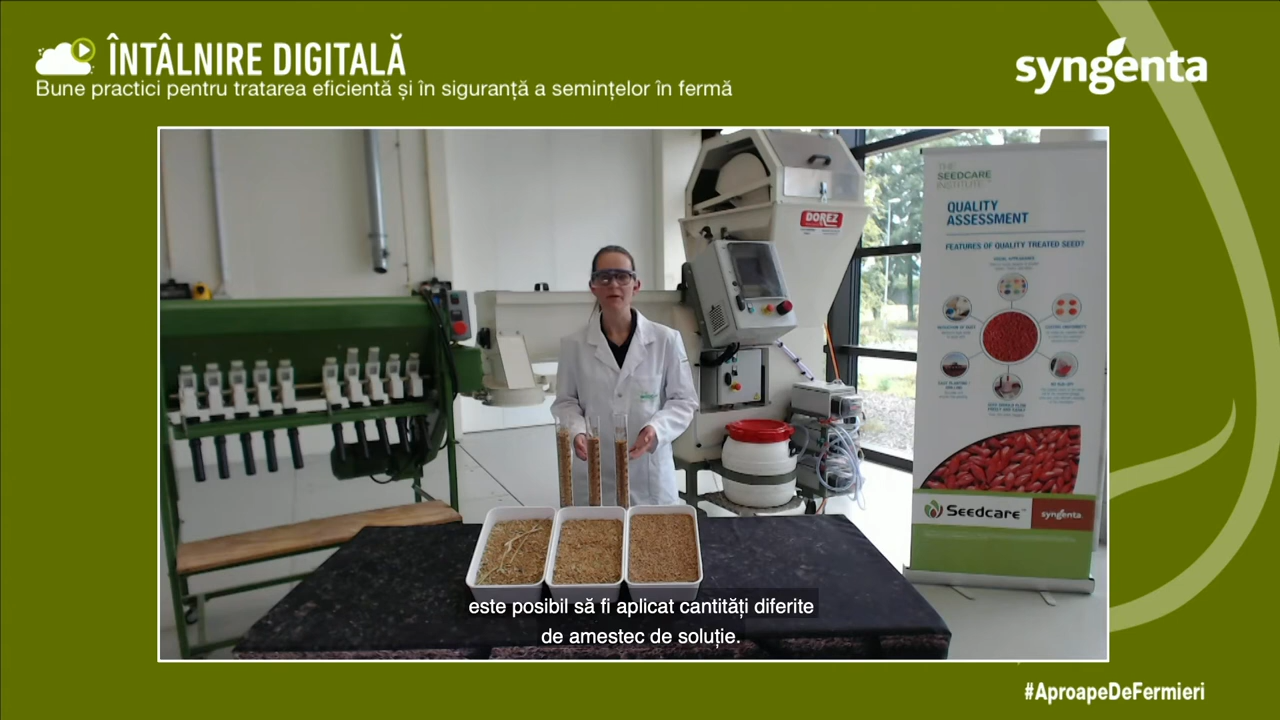 ÎNTÂLNIRE DIGITALĂ
Bune practici pentru tratarea eficientă și în siguranță a semințelor în fermă
syngenta
DOREZ
THE
SEEDCARE
INSTITUTE
QUALITY
ASSESSMENT
FEATURES OF QUALITY TREATED SEED?
Seedcare
syngenta
este posibil să fi aplicat cantități diferite
de amestec de soluție.
#AproapeDeFermieri